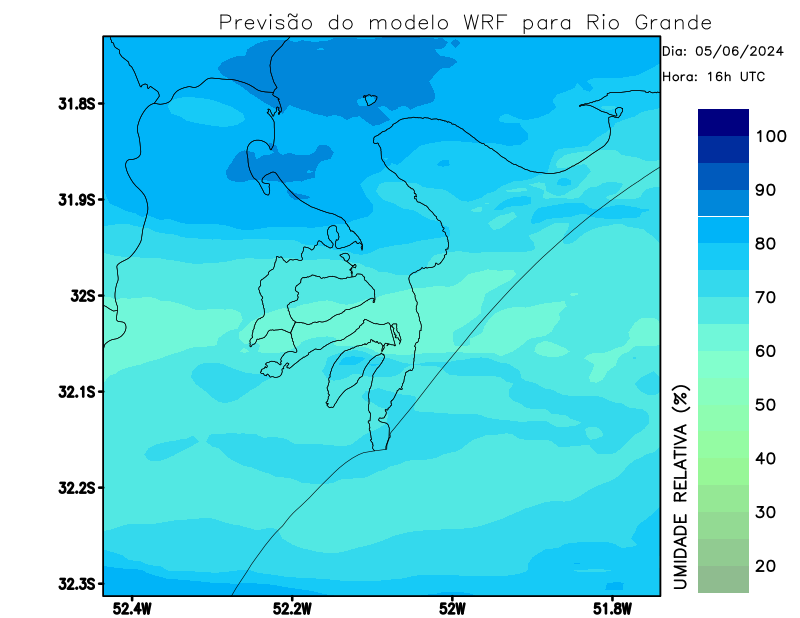 Previsão do modelo WRF para Rio Grande
Dia: 05/06/2024
Hora: 16h UTC
31.8S
31.9S
32S
32.1S
32.2S
32.3S
52.4W
52.2W
52W
51.8W
100
90
80
70
60
50
40
30
20
UMIDADE RELATIVA (%)